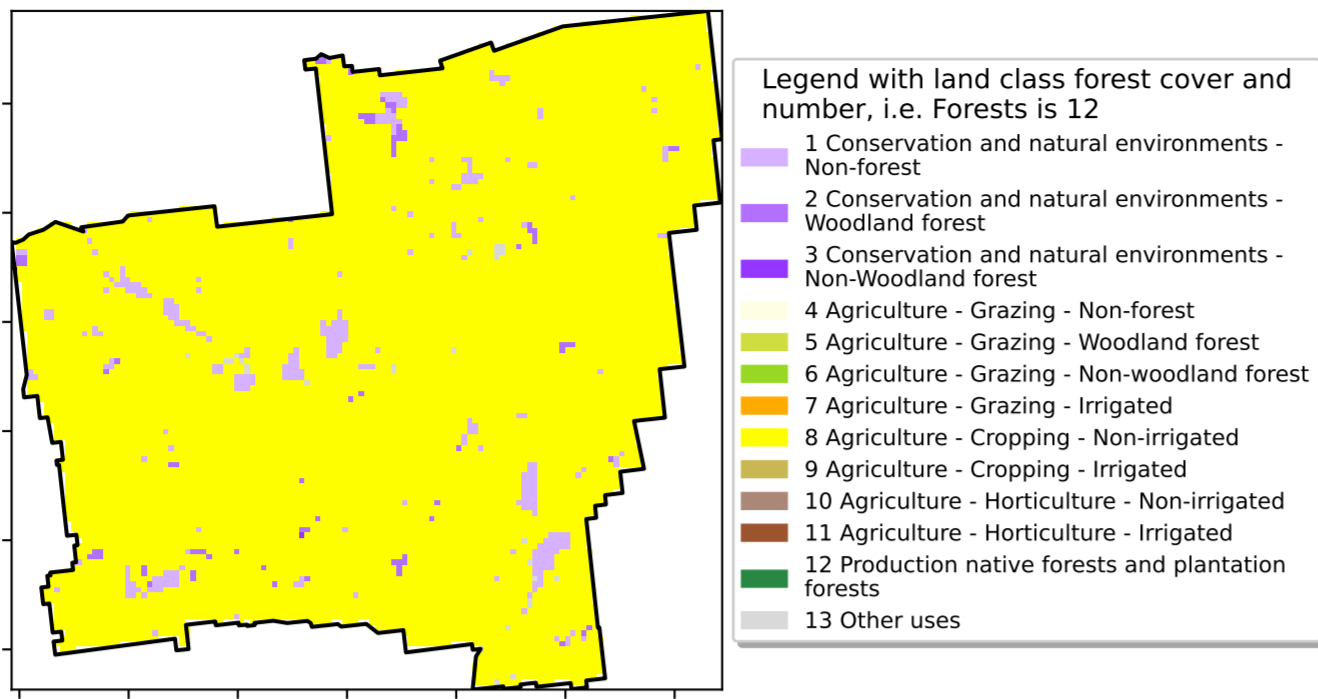 Legend with land class forest cover and
number, i.e. Forests is 12
1 Conservation and natural environments -
Non-forest
2 Conservation and natural environments -
Woodland forest
3 Conservation and natural environments -
Non-Woodland forest
4 Agriculture - Grazing - Non-forest
5 Agriculture - Grazing - Woodland forest
6 Agriculture - Grazing - Non-woodland forest
7 Agriculture - Grazing - Irrigated
8 Agriculture - Cropping - Non-irrigated
9 Agriculture - Cropping - Irrigated
10 Agriculture - Horticulture - Non-irrigated
11 Agriculture - Horticulture - Irrigated
12 Production native forests and plantation
forests
13 Other uses